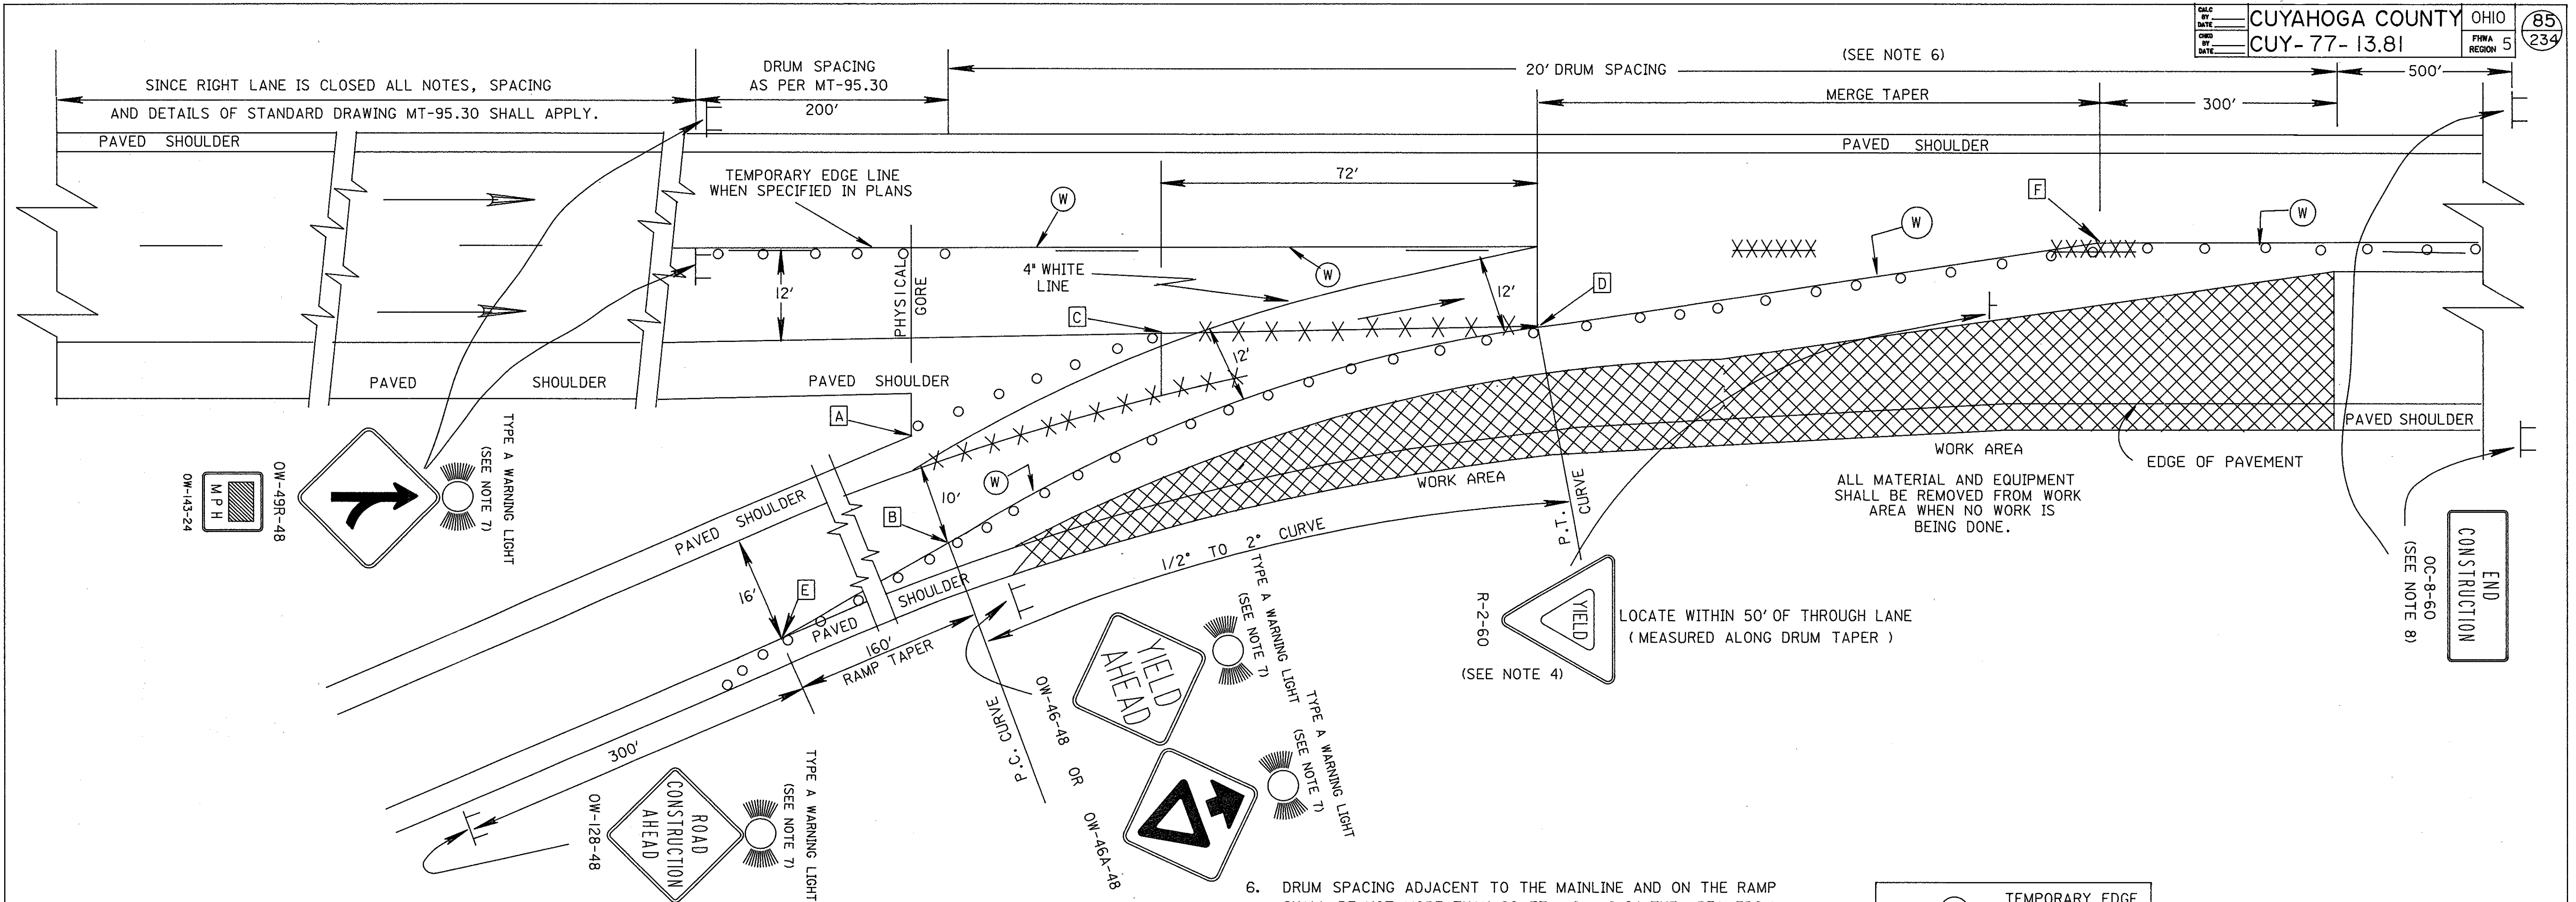 CALC BY DATE
CHKD BY DATE
CUYAHOGA COUNTY
CUY-77-13.81
OHIO
FHWA REGION 5
85
234
SINCE RIGHT LANE IS CLOSED ALL NOTES, SPACING
AND DETAILS OF STANDARD DRAWING MT-95.30 SHALL APPLY.
DRUM SPACING
AS PER MT-95.30
200'
(SEE NOTE 6)
20' DRUM SPACING
500'
MERGE TAPER
300'
PAVED SHOULDER
PAVED SHOULDER
TEMPORARY EDGE LINE
WHEN SPECIFIED IN PLANS
72'
W
F
W
W
W
4" WHITE
LINE
12'
PHYSICAL
GORE
12'
D
C
12'
PAVED SHOULDER
PAVED SHOULDER
A
W
10'
B
PAVED SHOULDER
WORK AREA
WORK AREA
PAVED SHOULDER
EDGE OF PAVEMENT
ALL MATERIAL AND EQUIPMENT
SHALL BE REMOVED FROM WORK
AREA WHEN NO WORK IS
BEING DONE.
P.T. CURVE
1/2° TO 2° CURVE
16'
E
PAVED SHOULDER
160'
RAMP TAPER
P.C. CURVE
300'
MPH
OW-143-24
OW-49R-48
TYPE A WARNING LIGHT
(SEE NOTE 7)
YIELD
AHEAD
TYPE A WARNING LIGHT
(SEE NOTE 7)
OW-46-48
OR
OW-46A-48
TYPE A WARNING LIGHT
(SEE NOTE 7)
YIELD
R-2-60
(SEE NOTE 4)
LOCATE WITHIN 50' OF THROUGH LANE
( MEASURED ALONG DRUM TAPER )
END
CONSTRUCTION
OC-8-60
(SEE NOTE 8)
ROAD
CONSTRUCTION
AHEAD
OW-128-48
TYPE A WARNING LIGHT
(SEE NOTE 7)
6. DRUM SPACING ADJACENT TO THE MAINLINE AND ON THE RAMP
TEMPORARY EDGE